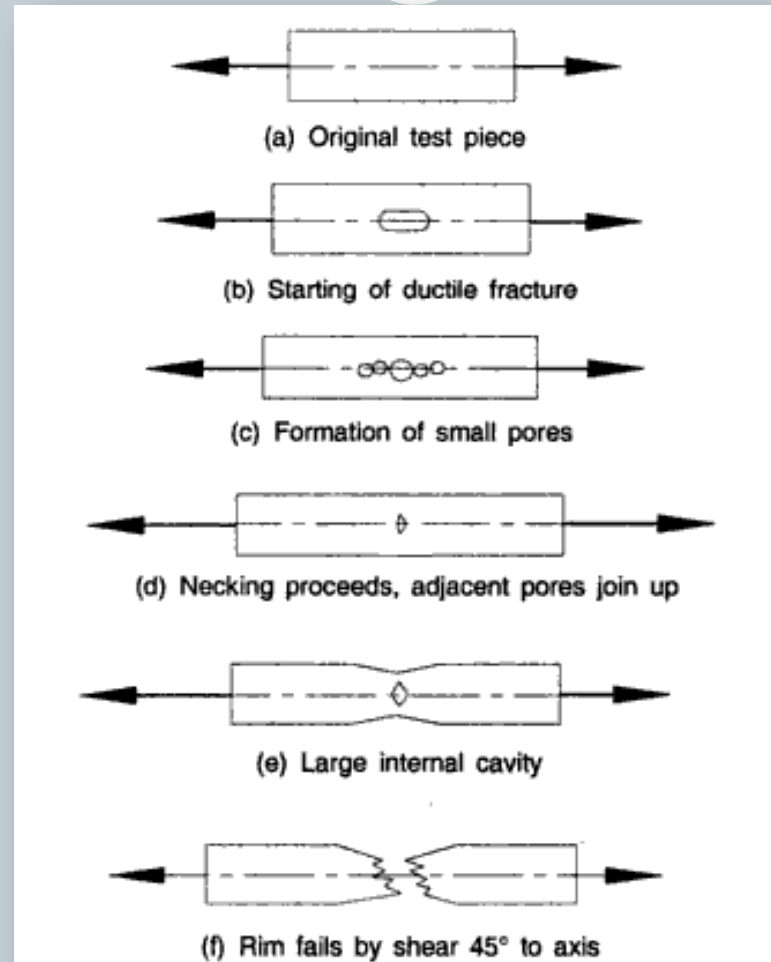 (a) Original test piece
(b) Starting of ductile fracture
(c) Formation of small pores
(d) Necking proceeds, adjacent pores join up
(e) Large internal cavity
(f) Rim fails by shear 45° to axis